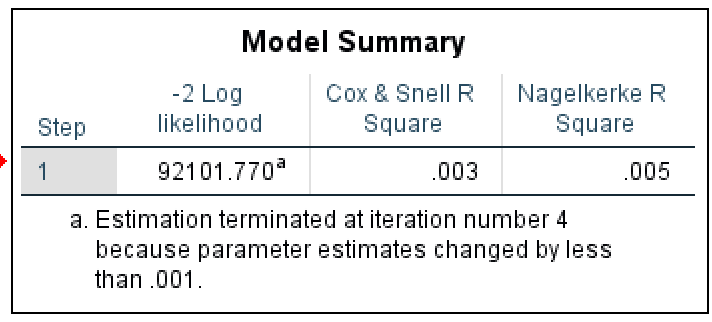 Model Summary
Step -2 Log likelihood Cox & Snell R Square Nagelkerke R Square
1 92101.770a .003 .005
a. Estimation terminated at iteration number 4
because parameter estimates changed by less
than .001.